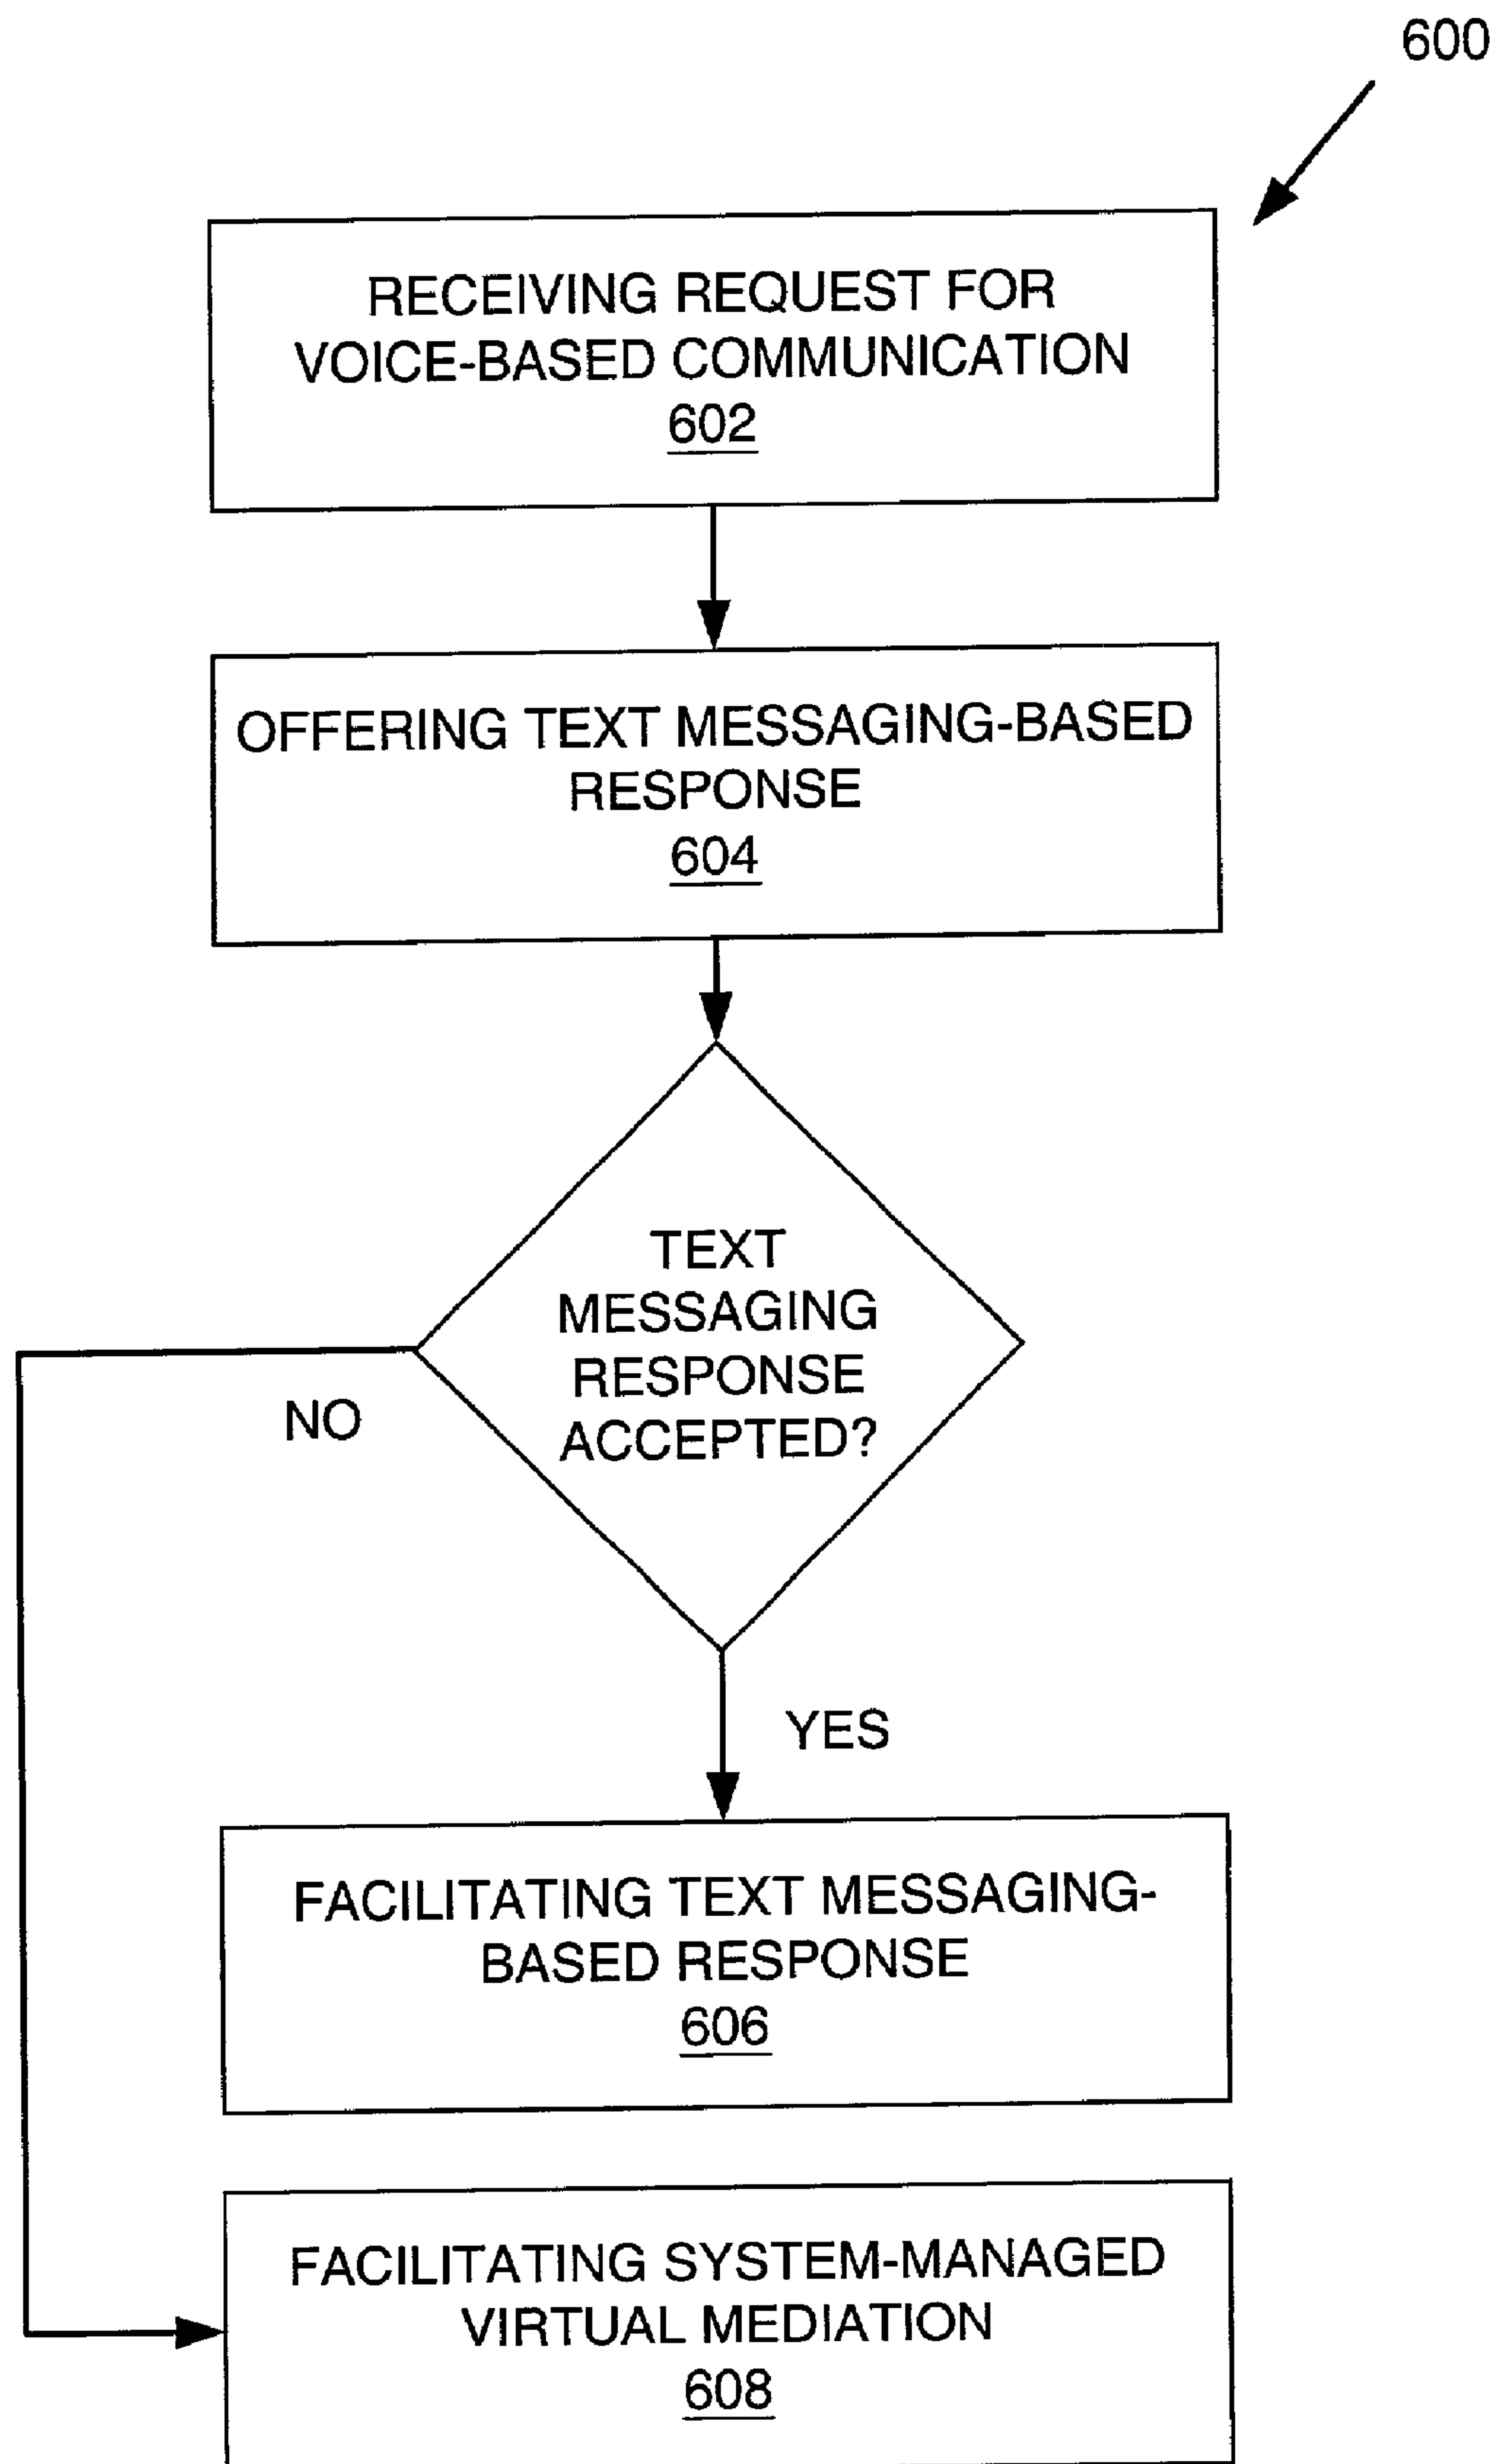 600
RECEIVING REQUEST FOR
VOICE-BASED COMMUNICATION
602
OFFERING TEXT MESSAGING-BASED
RESPONSE
604
TEXT
MESSAGING
RESPONSE
ACCEPTED?
NO
YES
FACILITATING TEXT MESSAGING-
BASED RESPONSE
606
FACILITATING SYSTEM-MANAGED
VIRTUAL MEDIATION
608